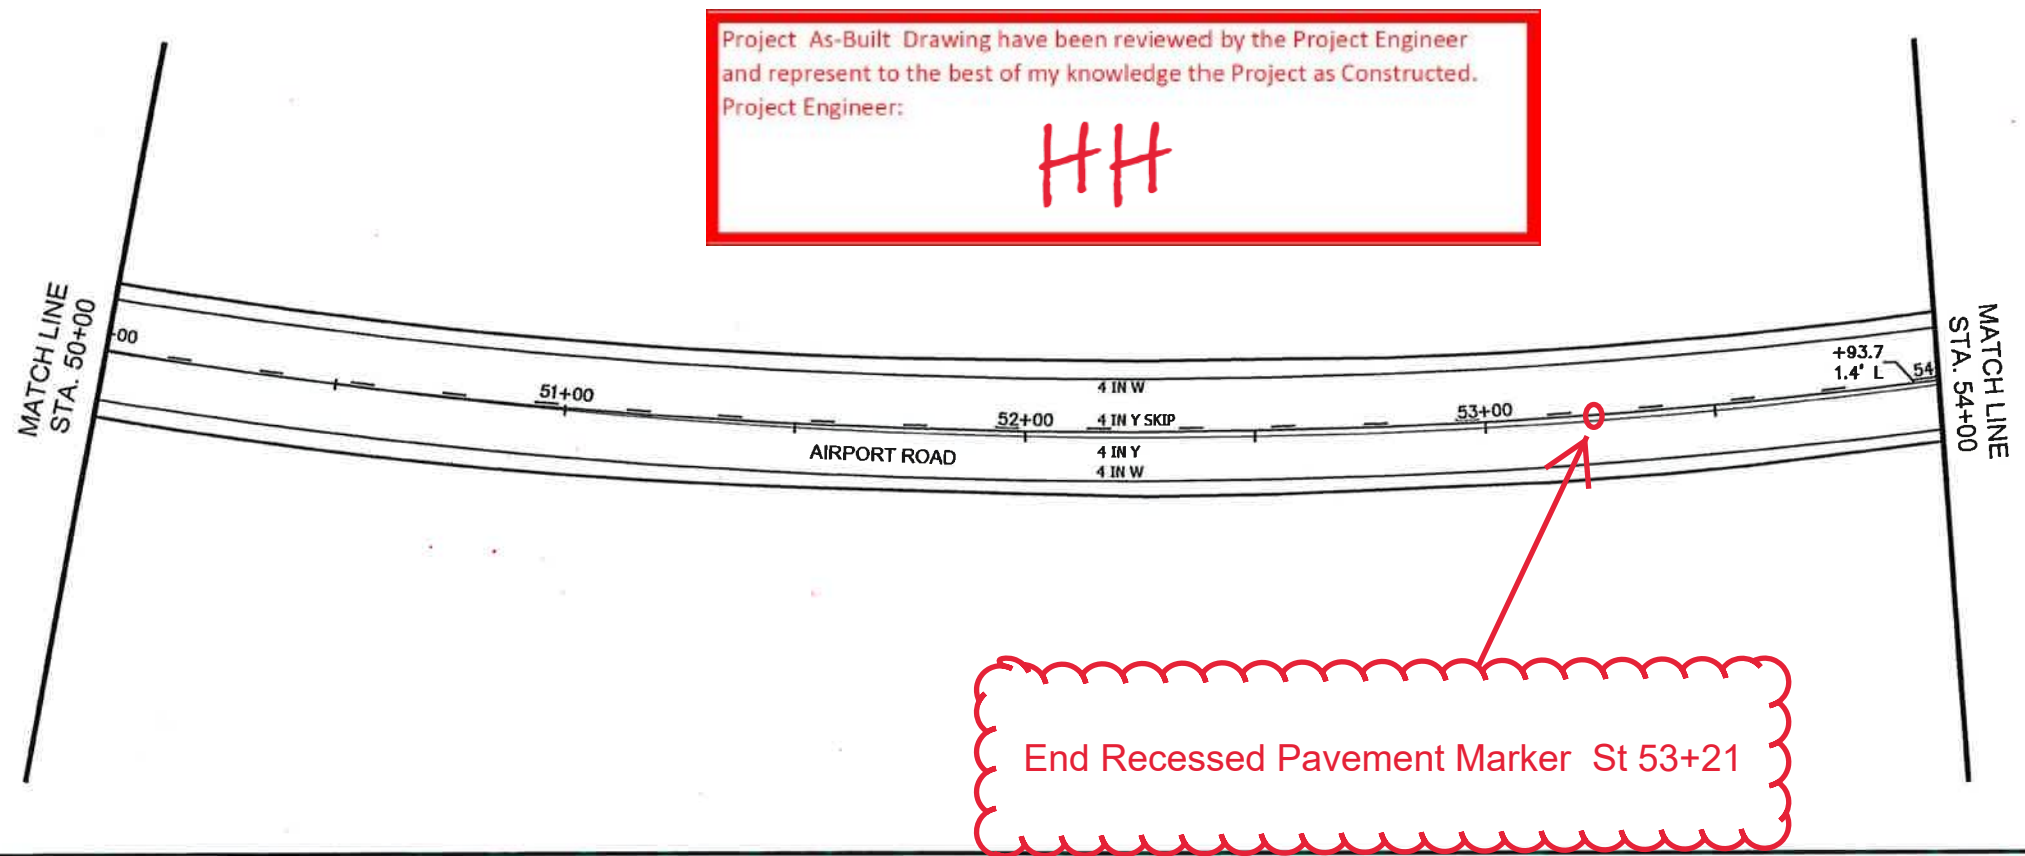 Project As-Built Drawing have been reviewed by the Project Engineer
and represent to the best of my knowledge the Project as Constructed.
Project Engineer:
HH
MATCH LINE
STA. 50+00
+00
51+00
52+00
53+00
54
4 IN W
4 IN Y SKIP
4 IN Y
4 IN W
AIRPORT ROAD
+93.7
1.4' L
MATCH LINE
STA. 54+00
End Recessed Pavement Marker St 53+21